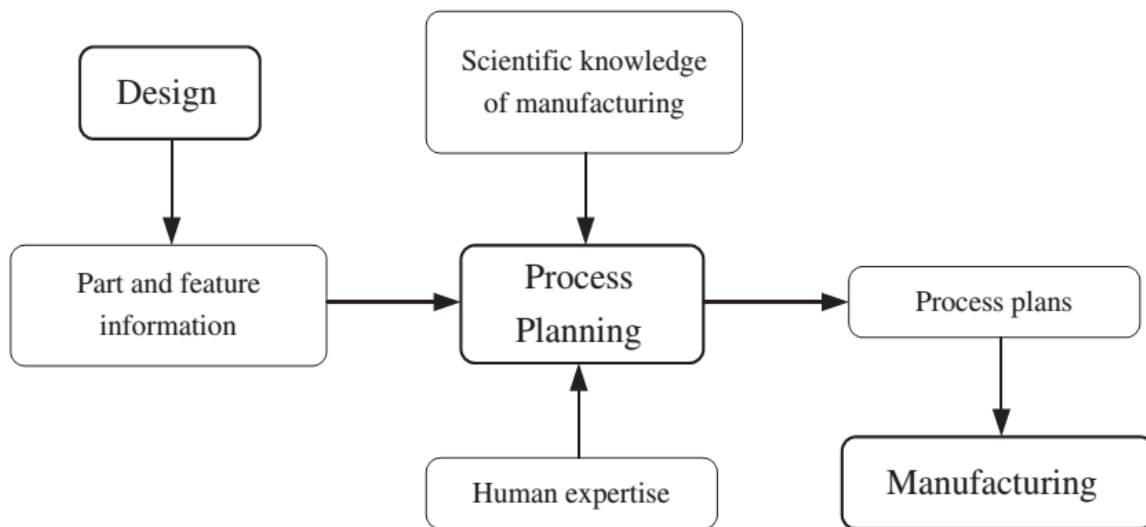 Design
Scientific knowledge
of manufacturing
Part and feature
information
Process
Planning
Process plans
Human expertise
Manufacturing